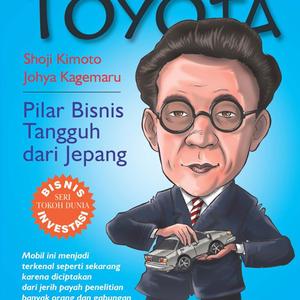 TOYOTA
Shoji Kimoto
Johya Kagemaru
Pilar Bisnis
Tangguh
dari Jepang
BISNIS
SERI
TOKOH DUNIA
INVESTASI
Mobil ini menjadi
terkenal seperti sekarang
karena diciptakan
dari jerih payah penelitian
banyak orang dan gabungan